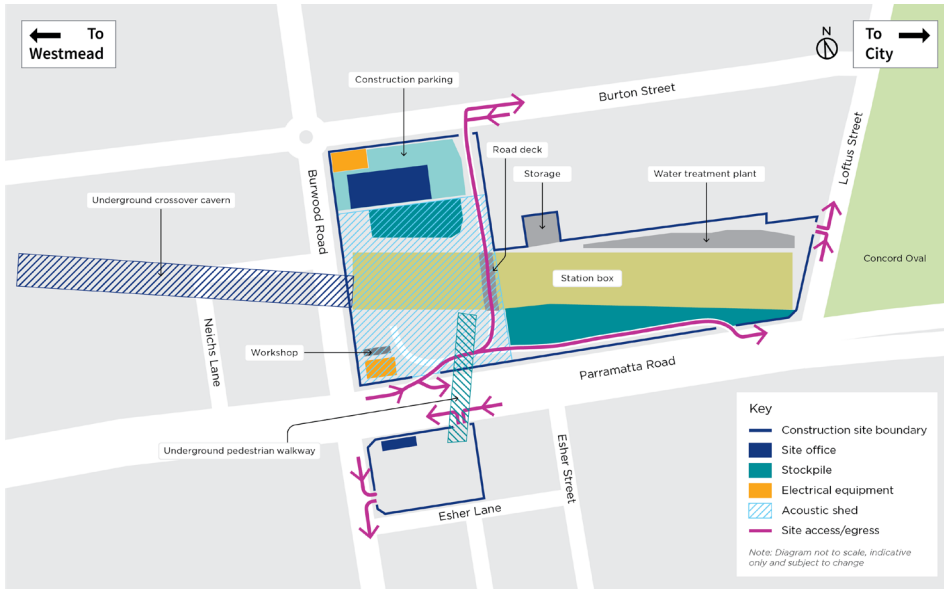 To
Westmead
N
To
City
Construction parking
Burton Street
Road deck
Storage
Water treatment plant
Loftus Street
Underground crossover cavern
Burwood Road
Concord Oval
Station box
Neichs Lane
Workshop
Parramatta Road
Underground pedestrian walkway
Esher Street
Esher Lane
Key
Construction site boundary
Site office
Stockpile
Electrical equipment
Acoustic shed
Site access/egress
Note: Diagram not to scale, indicative
only and subject to change